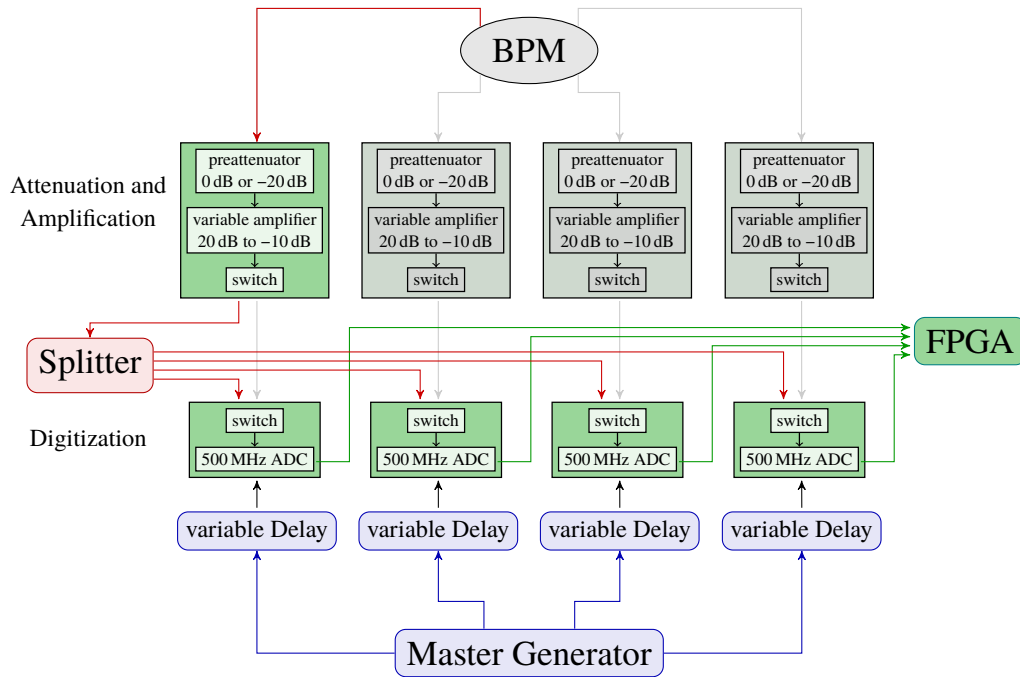 BPM
Attenuation and
Amplification
preattenuator
0 dB or −20 dB
variable amplifier
20 dB to −10 dB
switch
preattenuator
0 dB or −20 dB
variable amplifier
20 dB to −10 dB
switch
preattenuator
0 dB or −20 dB
variable amplifier
20 dB to −10 dB
switch
preattenuator
0 dB or −20 dB
variable amplifier
20 dB to −10 dB
switch
Splitter
FPGA
Digitization
switch
500 MHz ADC
switch
500 MHz ADC
switch
500 MHz ADC
switch
500 MHz ADC
variable Delay
variable Delay
variable Delay
variable Delay
Master Generator